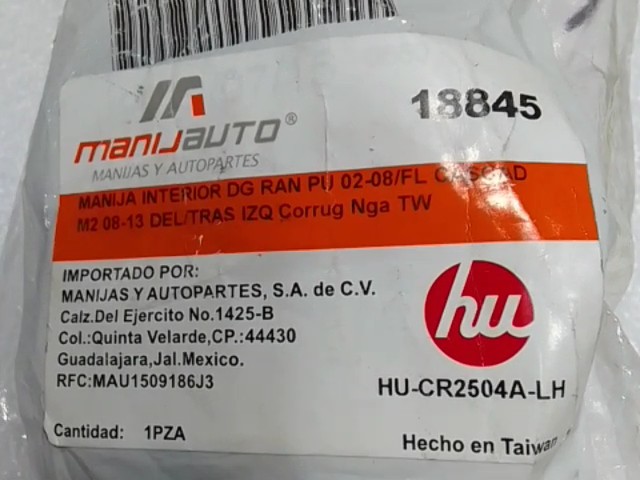 18845
MANIJAUTO®
MANIJAS Y AUTOPARTES
MANIJA INTERIOR DG RAN PU 02-08/FL CASCAD
M2 08-13 DEL/TRAS IZQ Corrug Nga TW
IMPORTADO POR:
MANIJAS Y AUTOPARTES, S.A. de C.V.
Calz.Del Ejercito No.1425-B
Col.:Quinta Velarde,CP.:44430
Guadalajara,Jal.Mexico.
RFC:MAU1509186J3
hu
HU-CR2504A-LH
Cantidad: 1PZA
Hecho en Taiwan